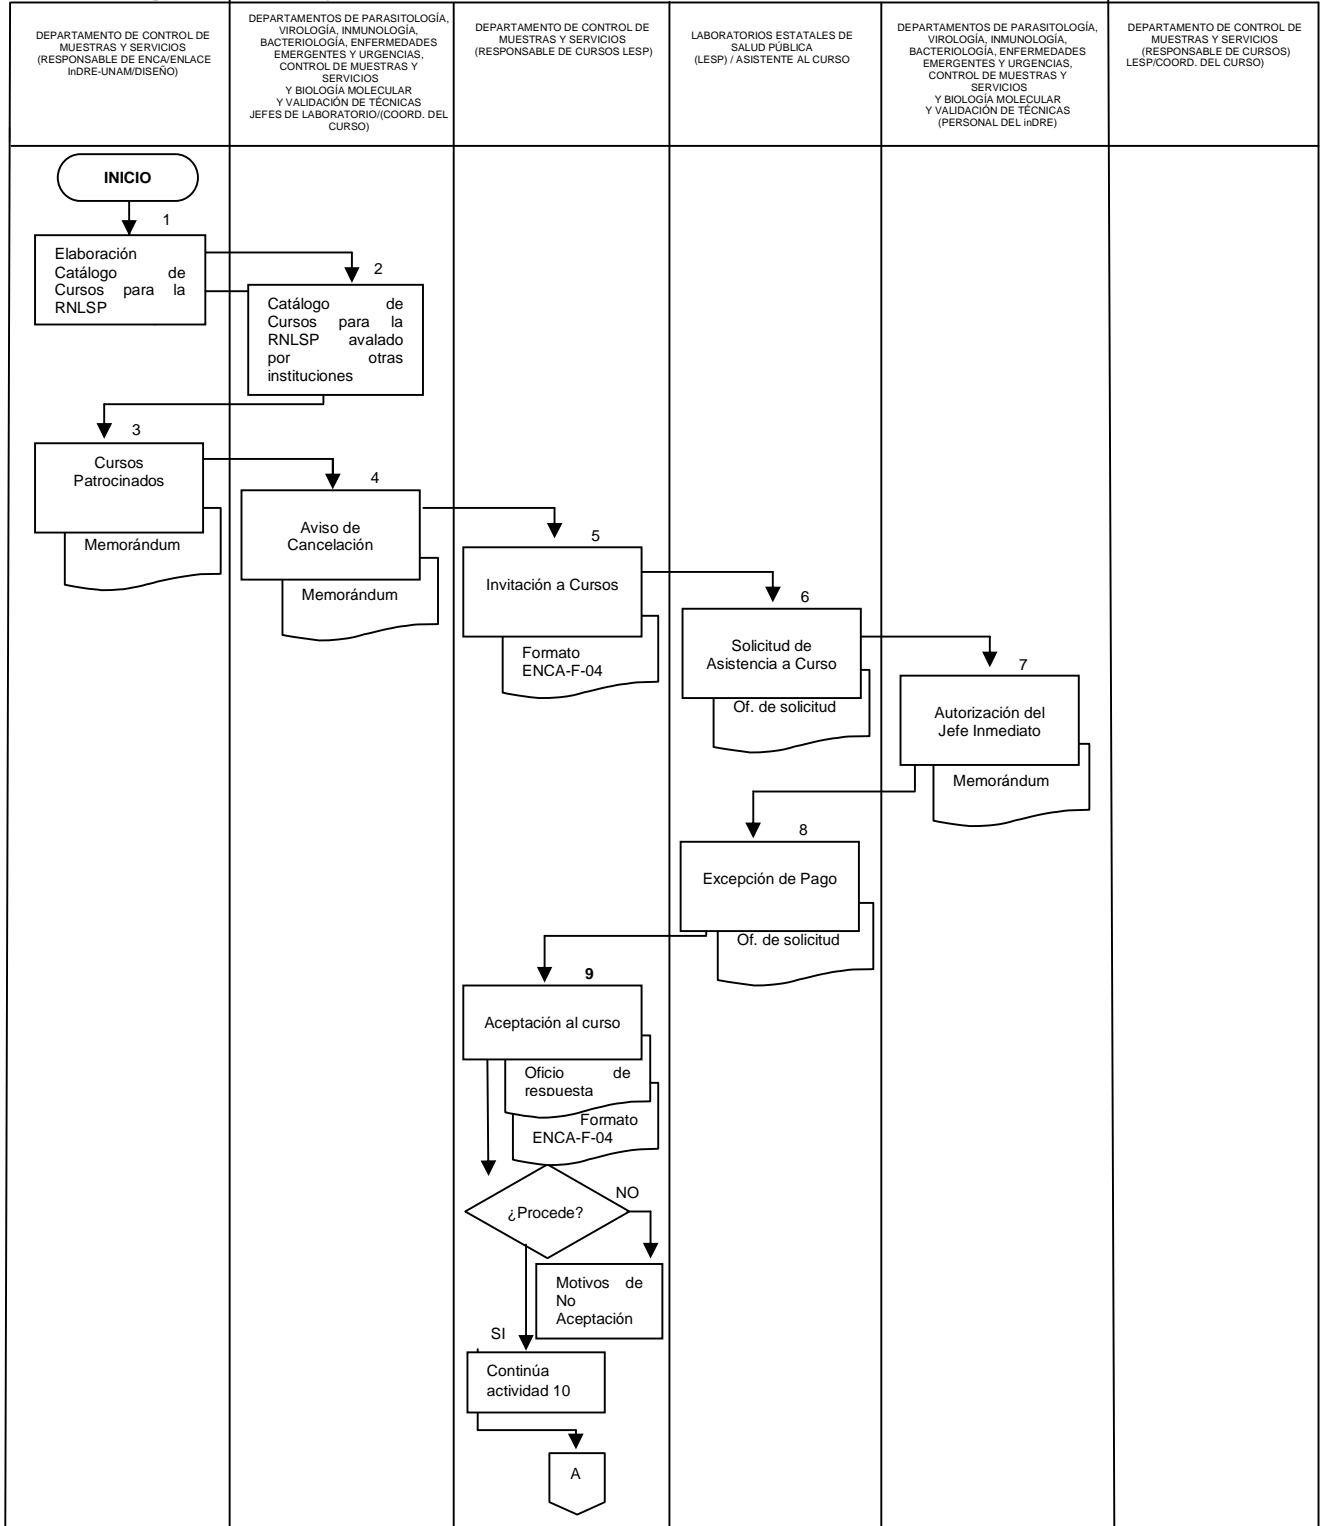 DEPARTAMENTO DE CONTROL DE
MUESTRAS Y SERVICIOS
(RESPONSABLE DE ENCA/ENLACE
InDRE-UNAM/DISEÑO)
DEPARTAMENTOS DE PARASITOLOGÍA,
VIROLOGÍA, INMUNOLOGÍA,
BACTERIOLOGÍA, ENFERMEDADES
EMERGENTES Y URGENCIAS,
CONTROL DE MUESTRAS Y
SERVICIOS
Y BIOLOGÍA MOLECULAR
Y VALIDACIÓN DE TÉCNICAS
JEFES DE LABORATORIO/(COORD. DEL
CURSO)
DEPARTAMENTO DE CONTROL DE
MUESTRAS Y SERVICIOS
(RESPONSABLE DE CURSOS LESP)
LABORATORIOS ESTATALES DE
SALUD PÚBLICA
(LESP) / ASISTENTE AL CURSO
DEPARTAMENTOS DE PARASITOLOGÍA,
VIROLOGÍA, INMUNOLOGÍA,
BACTERIOLOGÍA, ENFERMEDADES
EMERGENTES Y URGENCIAS,
CONTROL DE MUESTRAS Y
SERVICIOS
Y BIOLOGÍA MOLECULAR
Y VALIDACIÓN DE TÉCNICAS
(PERSONAL DEL inDRE)
DEPARTAMENTO DE CONTROL DE
MUESTRAS Y SERVICIOS
(RESPONSABLE DE CURSOS)
LESP/COORD. DEL CURSO)
INICIO
1
Elaboración
Catálogo de
Cursos para la
RNLSP
2
Catálogo de
Cursos para la
RNLSP avalado
por otras
instituciones
3
Cursos
Patrocinados
Memorándum
4
Aviso de
Cancelación
Memorándum
5
Invitación a Cursos
Formato
ENCA-F-04
6
Solicitud de
Asistencia a Curso
Of. de solicitud
7
Autorización del
Jefe Inmediato
Memorándum
8
Excepción de Pago
Of. de solicitud
9
Aceptación al curso
Oficio de
respuesta
Formato
ENCA-F-04
¿Procede?
NO
Motivos de
No
Aceptación
SI
Continúa
actividad 10
A